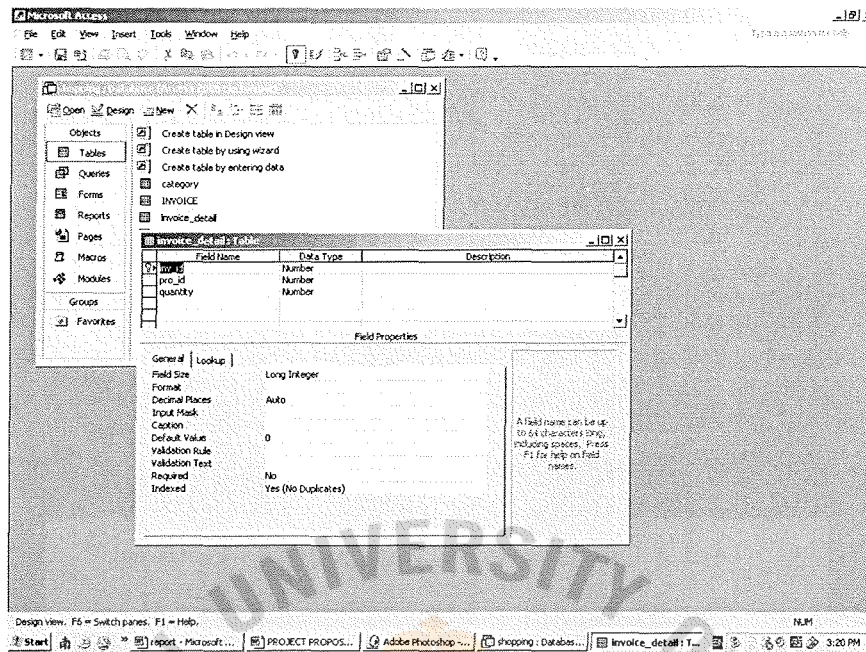 Microsoft Access
File Edit View Insert Tools Window Help
Open Design New
Objects
Tables
Queries
Forms
Reports
Pages
Macros
Modules
Groups
Favorites
Create table in Design view
Create table by using wizard
Create table by entering data
category
INVOICE
Invoice_detail
invoice_detail : Table
Field Name Data Type Description
inv_id Number
pro_id Number
quantity Number
Field Properties
General Lookup
Field Size Long Integer
Format
Decimal Places Auto
Input Mask
Caption
Default Value 0
Validation Rule
Validation Text
Required No
Indexed Yes (No Duplicates)
A field name can be up
to 64 characters long,
including spaces. Press
F1 for help on field
names.
UNIVERSITY
Design view. F6 = Switch panes. F1 = Help. NUM
Start report - Microsoft ... PROJECT PROPOS... Adobe Photoshop -... shopping : Databas... invoice_detail : T... 3:20 PM